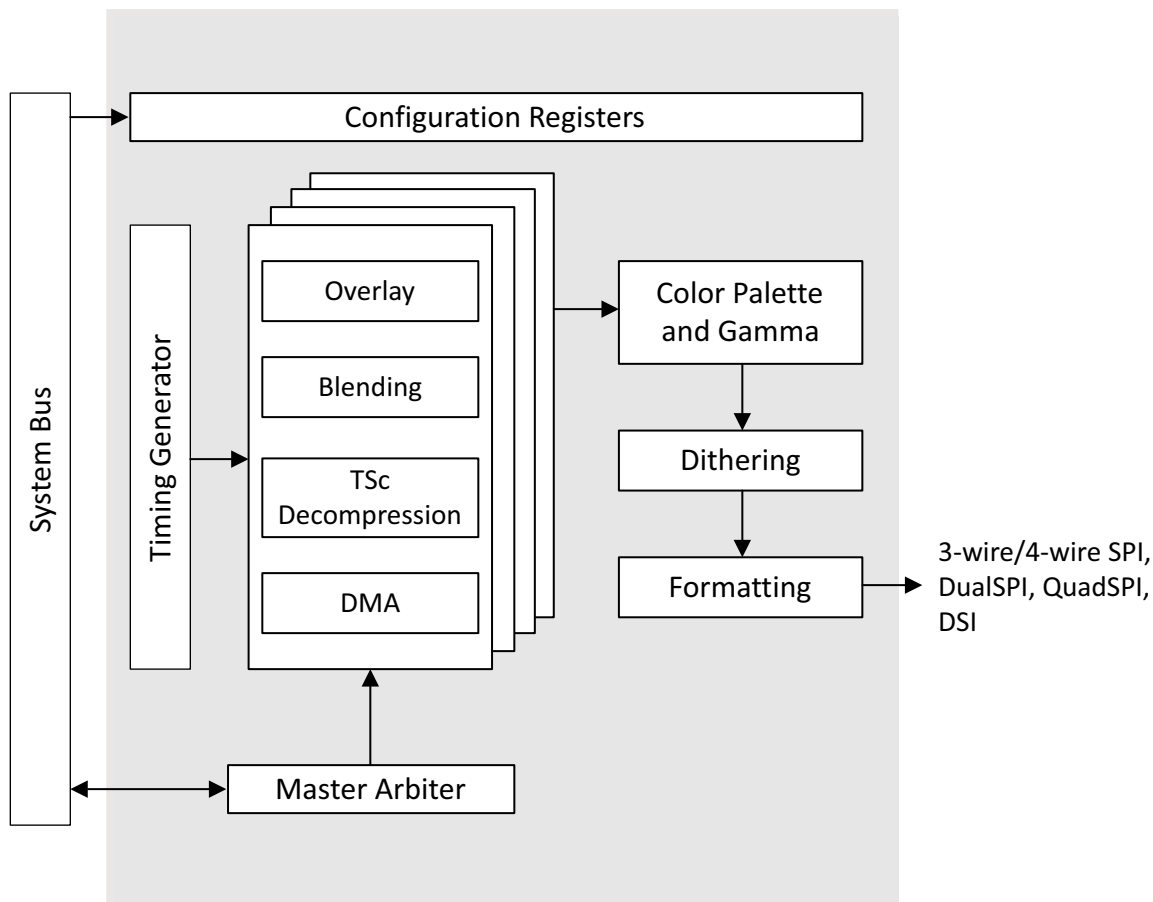 Configuration Registers
System Bus
Timing Generator
Overlay
Blending
TSc
Decompression
DMA
Color Palette
and Gamma
Dithering
Formatting
3-wire/4-wire SPI,
DualSPI, QuadSPI,
DSI
Master Arbiter